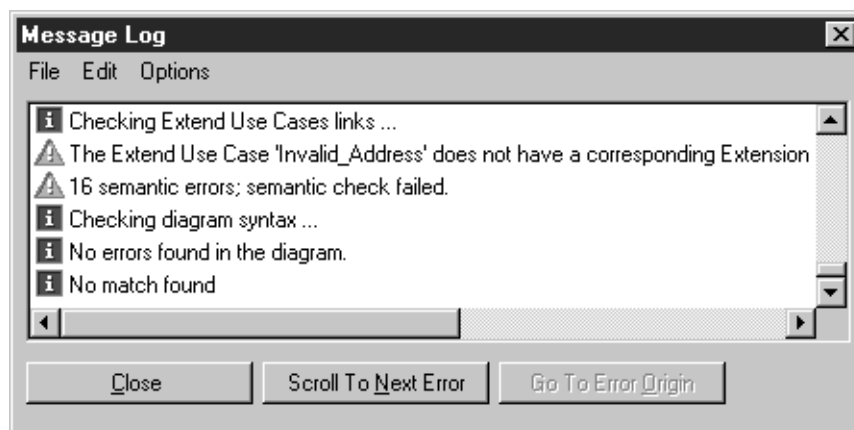 Message Log
File Edit Options
Checking Extend Use Cases links ...
The Extend Use Case 'Invalid_Address' does not have a corresponding Extension
16 semantic errors; semantic check failed.
Checking diagram syntax ...
No errors found in the diagram.
No match found
Close Scroll To Next Error Go To Error Origin